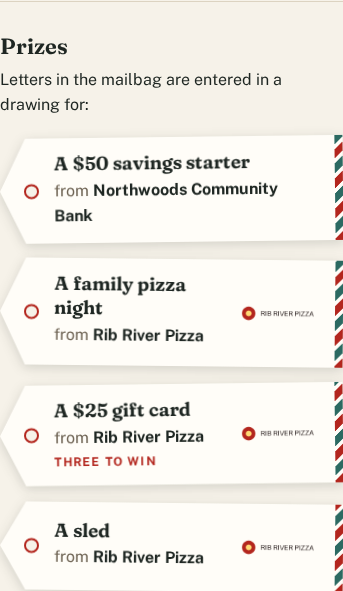 Prizes
Letters in the mailbag are entered in a
drawing for:
A $50 savings starter
from Northwoods Community
Bank
A family pizza
night
from Rib River Pizza
RIB RIVER PIZZA
A $25 gift card
from Rib River Pizza
THREE TO WIN
RIB RIVER PIZZA
A sled
from Rib River Pizza
RIB RIVER PIZZA